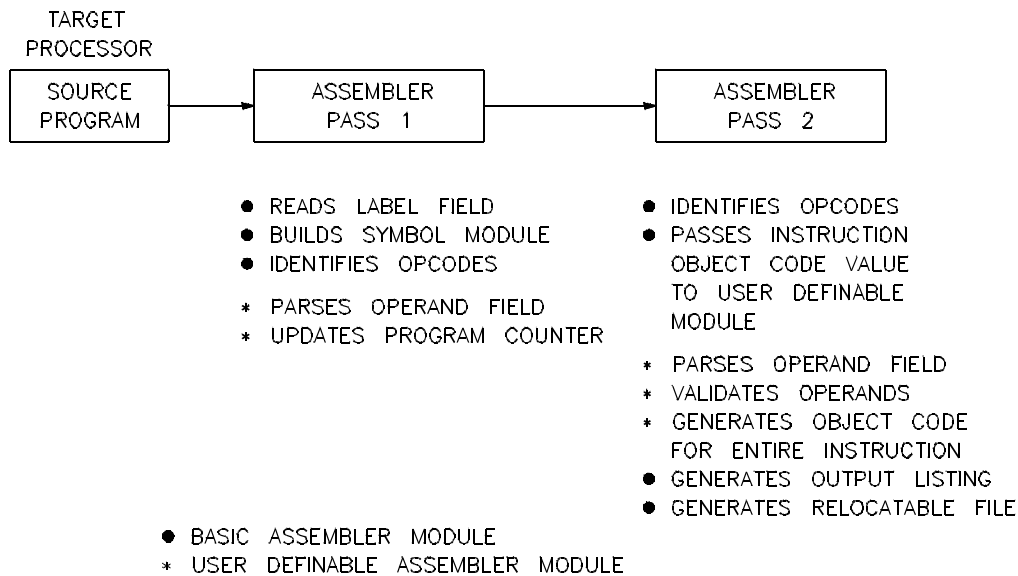 TARGET
PROCESSOR
SOURCE
PROGRAM
ASSEMBLER
PASS 1
ASSEMBLER
PASS 2
● READS LABEL FIELD
● BUILDS SYMBOL MODULE
● IDENTIFIES OPCODES
* PARSES OPERAND FIELD
* UPDATES PROGRAM COUNTER
● IDENTIFIES OPCODES
● PASSES INSTRUCTION
OBJECT CODE VALUE
TO USER DEFINABLE
MODULE
* PARSES OPERAND FIELD
* VALIDATES OPERANDS
* GENERATES OBJECT CODE
FOR ENTIRE INSTRUCTION
● GENERATES OUTPUT LISTING
● GENERATES RELOCATABLE FILE
● BASIC ASSEMBLER MODULE
* USER DEFINABLE ASSEMBLER MODULE